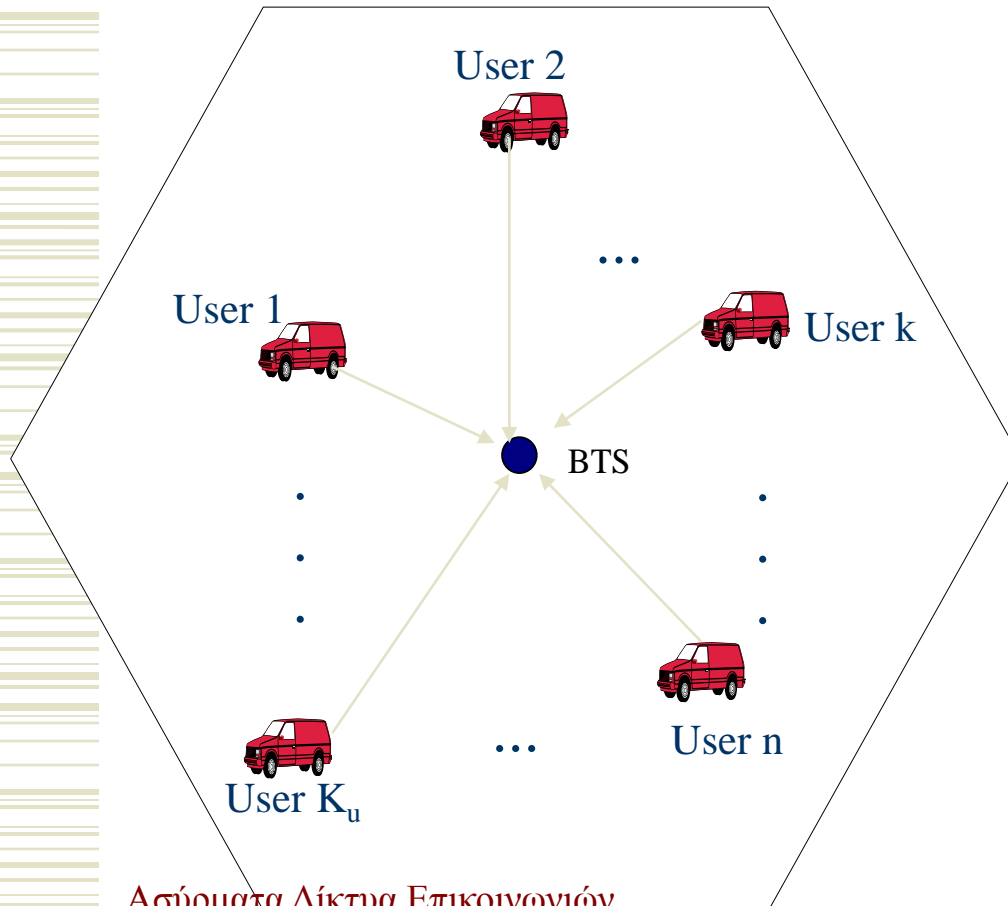 User 2
...
User 1
User k
BTS
.
.
.
.
.
.
User n
...
User Kᵤ
Ασύρματα Δίκτυα Επικοινωνιών